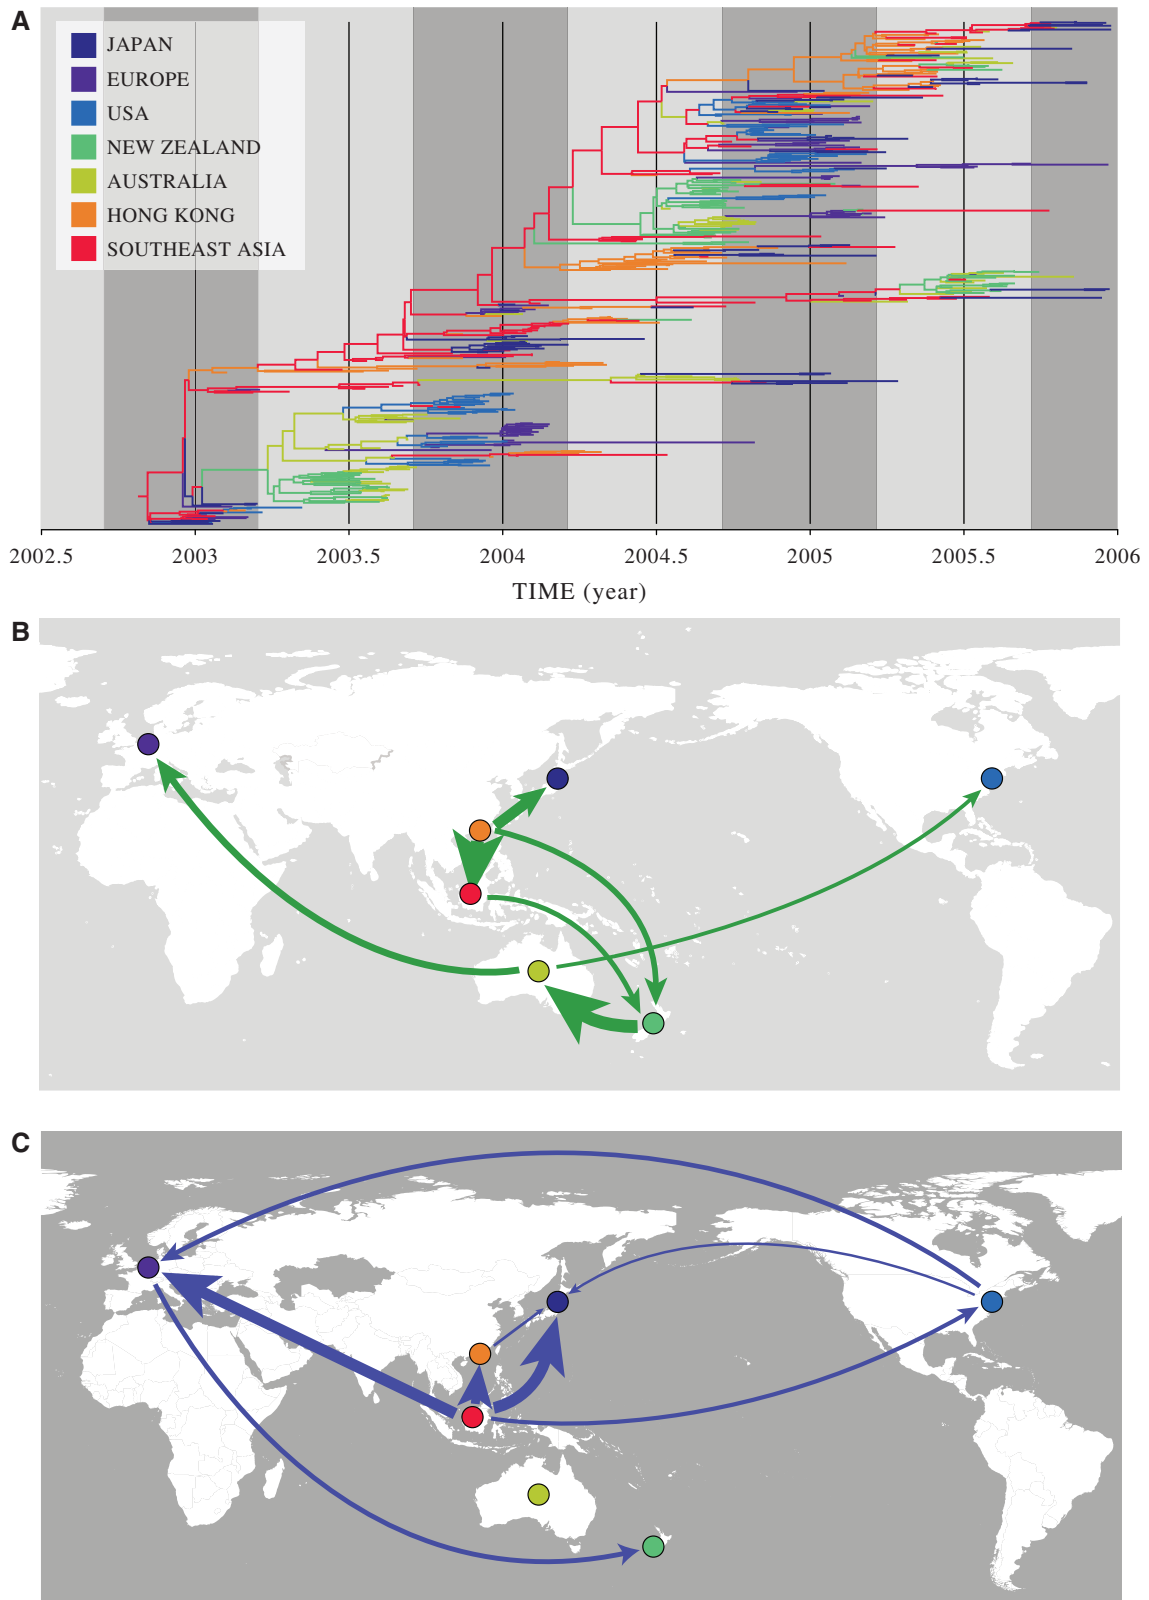 A
JAPAN
EUROPE
USA
NEW ZEALAND
AUSTRALIA
HONG KONG
SOUTHEAST ASIA
2002.5 2003 2003.5 2004 2004.5 2005 2005.5 2006
TIME (year)
B
C